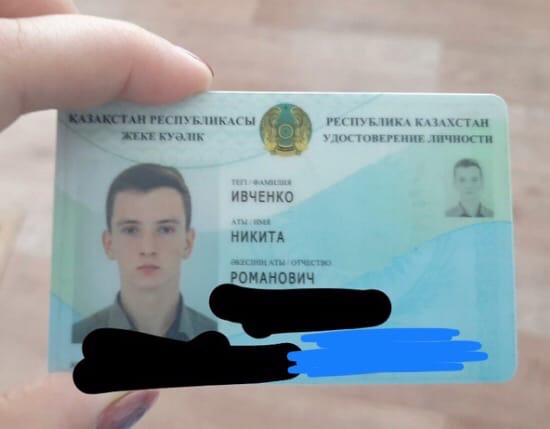 ҚАЗАҚСТАН РЕСПУБЛИКАСЫ
ЖЕКЕ КУӘЛІК
РЕСПУБЛИКА КАЗАХСТАН
УДОСТОВЕРЕНИЕ ЛИЧНОСТИ
ТЕГІ / ФАМИЛИЯ
ИВЧЕНКО
АТЫ / ИМЯ
НИКИТА
ӘКЕСІНІҢ АТЫ / ОТЧЕСТВО
РОМАНОВИЧ